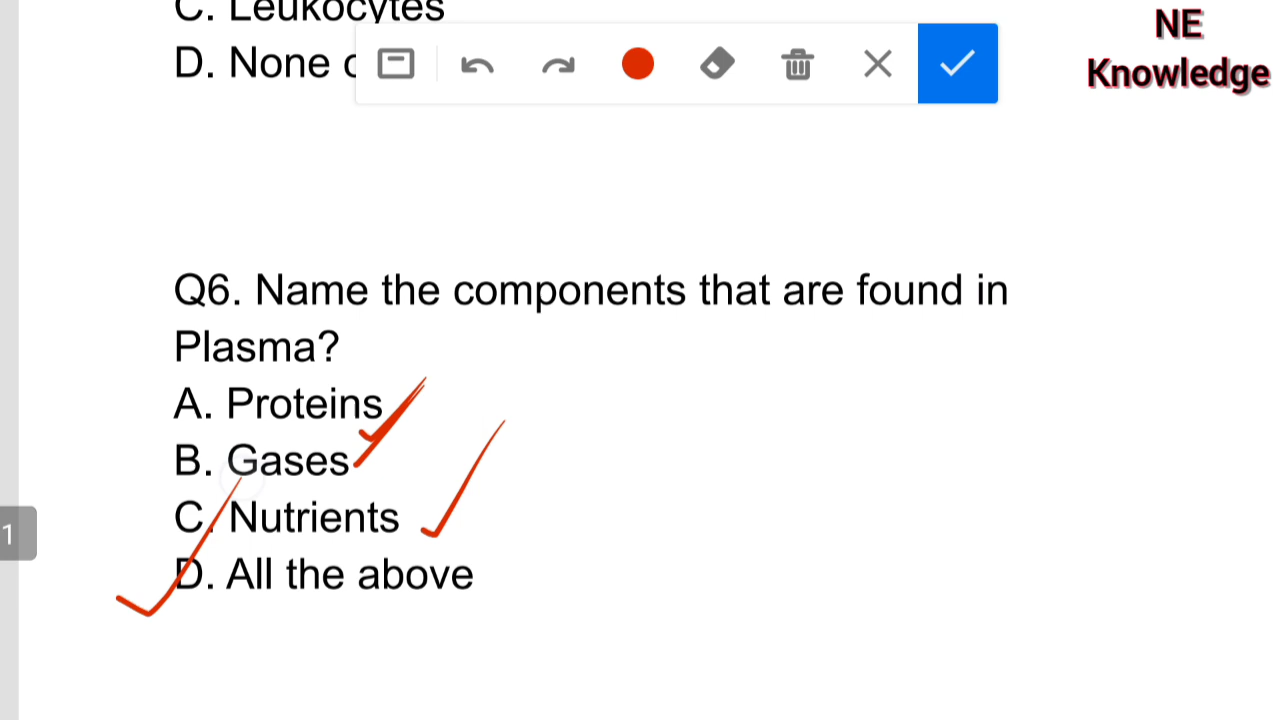 C. Leukocytes
D. None
NE
Knowledge
Q6. Name the components that are found in
Plasma?
A. Proteins
B. Gases
C. Nutrients
D. All the above
1